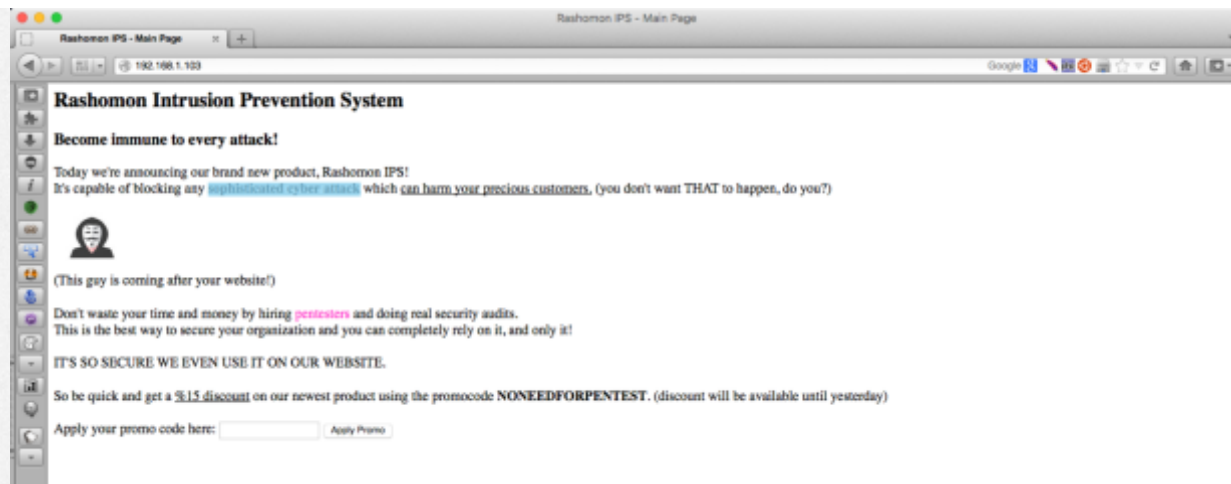 Rashomon IPS - Main Page
Rashomon IPS - Main Page
192.168.1.103
Google
Rashomon Intrusion Prevention System
Become immune to every attack!
Today we're announcing our brand new product, Rashomon IPS!
It's capable of blocking any sophisticated cyber attack which can harm your precious customers. (you don't want THAT to happen, do you?)
(This guy is coming after your website!)
Don't waste your time and money by hiring pentesters and doing real security audits.
This is the best way to secure your organization and you can completely rely on it, and only it!
IT'S SO SECURE WE EVEN USE IT ON OUR WEBSITE.
So be quick and get a %15 discount on our newest product using the promocode NONEEDFORPENTEST. (discount will be available until yesterday)
Apply your promo code here: Apply Promo